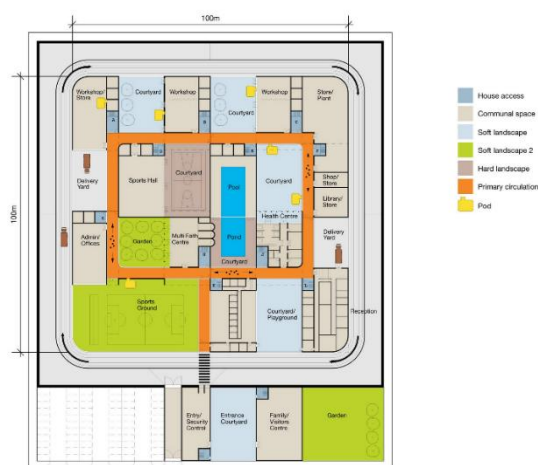 100m
Workshop/
Store
Courtyard
Workshop
Courtyard
Workshop
Store/
Plant
House access
Communal space
Soft landscape
Soft landscape 2
Hard landscape
Primary circulation
Pod
100m
Delivery
Yard
Sports Hall
Courtyard
Pool
Courtyard
Shop/
Store
Library/
Store
Health Centre
Admin/
Offices
Garden
Multi Faith
Centre
Pond
Courtyard
Delivery
Yard
Sports
Ground
Courtyard/
Playground
Reception
Entry/
Security
Control
Entrance
Courtyard
Family/
Visitors
Centre
Garden